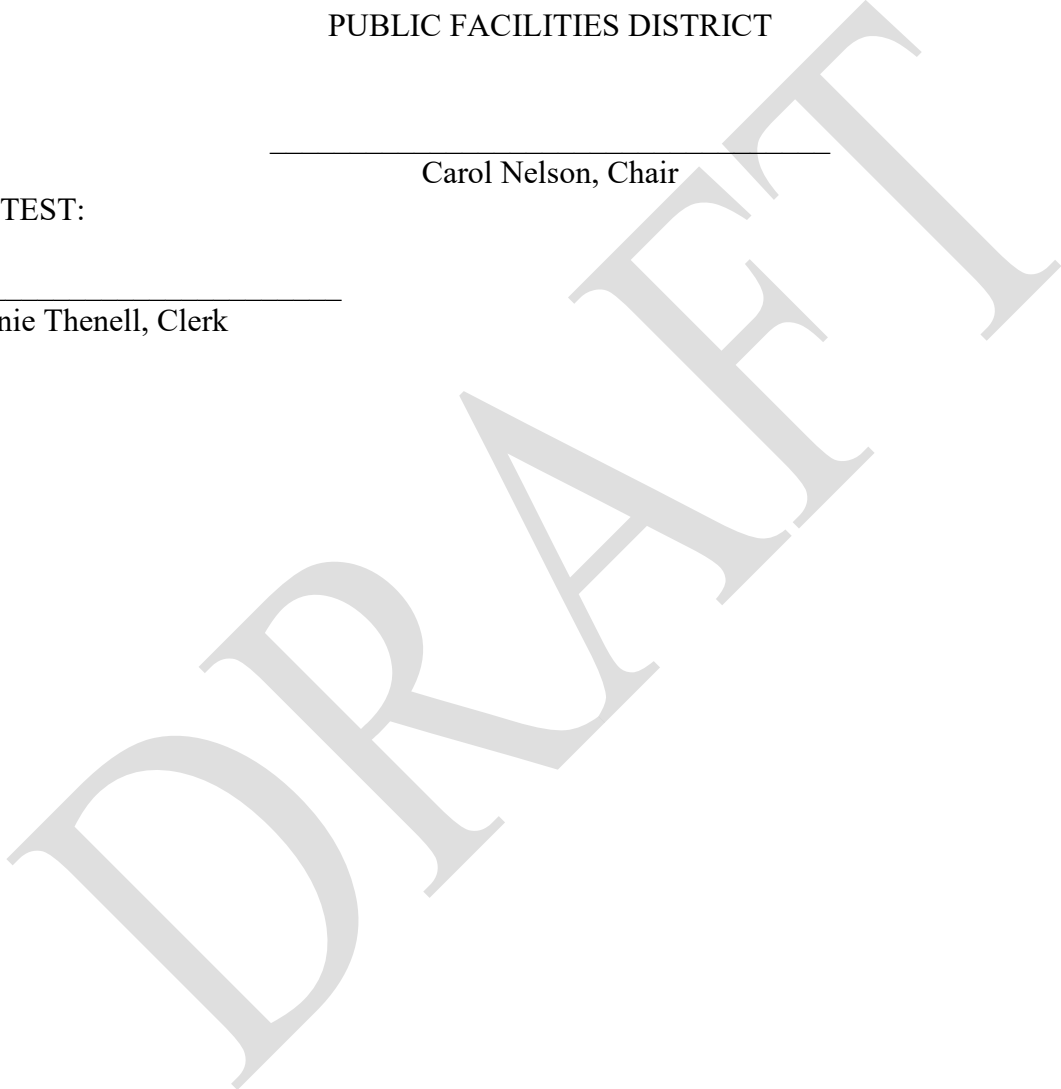 PUBLIC FACILITIES DISTRICT
Carol Nelson, Chair
TEST:
nie Thenell, Clerk
DRAFT